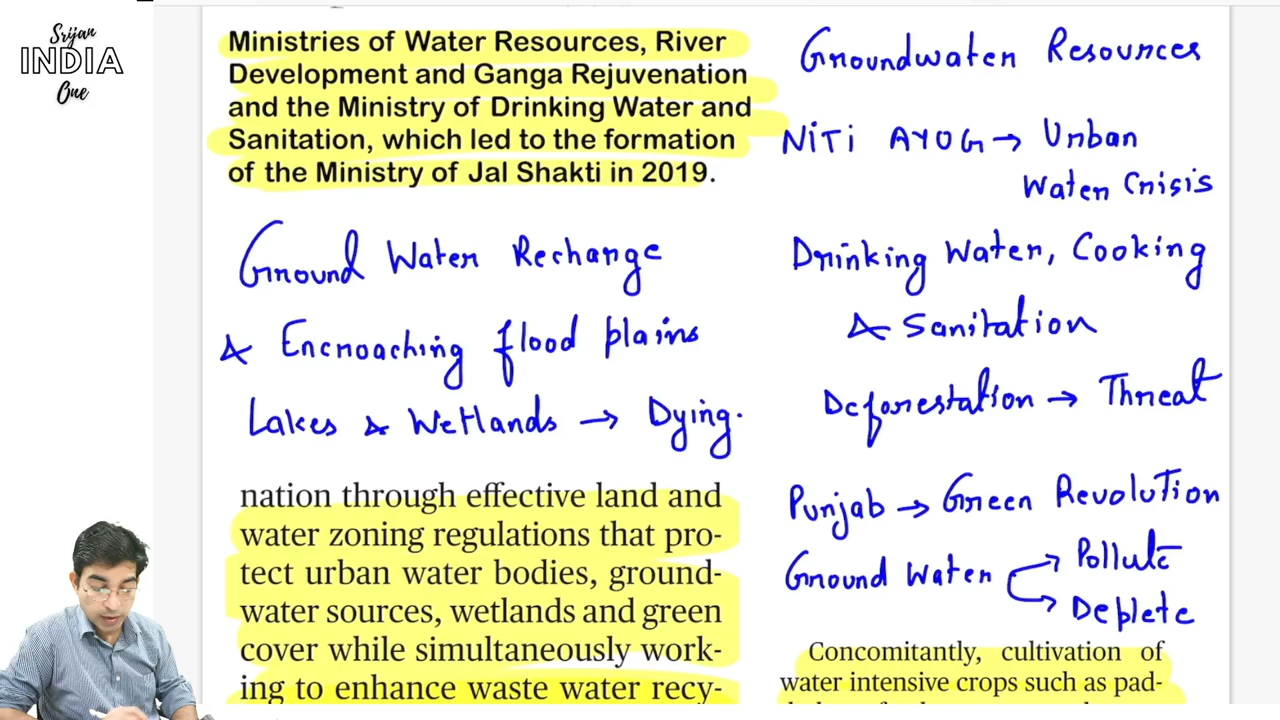 Srijan
INDIA
One
Ministries of Water Resources, River
Development and Ganga Rejuvenation
and the Ministry of Drinking Water and
Sanitation, which led to the formation
of the Ministry of Jal Shakti in 2019.
Ground Water Recharge
& Encroaching flood plains
Lakes & Wetlands → Dying.
nation through effective land and
water zoning regulations that pro-
tect urban water bodies, ground-
water sources, wetlands and green
cover while simultaneously work-
ing to enhance waste water recy-
Groundwater Resources
NiTi AYOG → Urban
Water Crisis
Drinking Water, Cooking
& Sanitation
Deforestation → Threat
Punjab → Green Revolution
Ground Water → Pollute
→ Deplete
Concomitantly, cultivation of
water intensive crops such as pad-